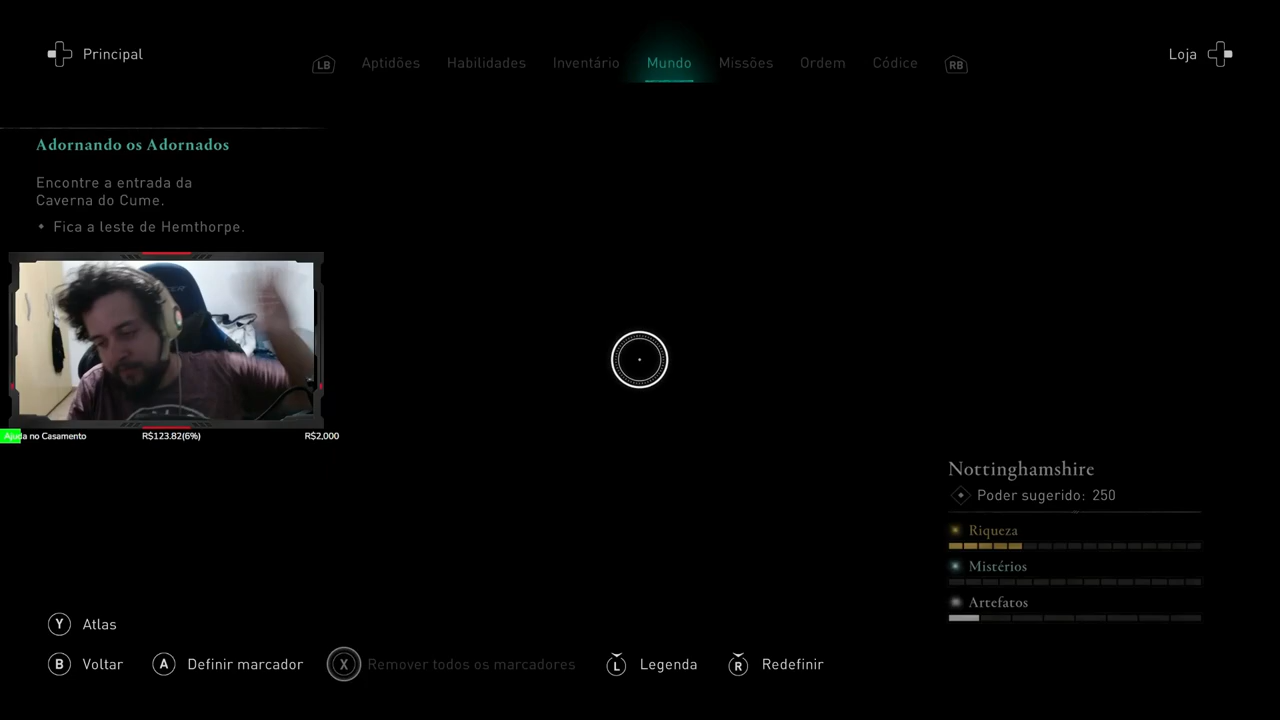 Principal
LB
Aptidões
Habilidades
Inventário
Mundo
Missões
Ordem
Códice
RB
Loja
Adornando os Adornados
Encontre a entrada da
Caverna do Cume.
Fica a leste de Hemthorpe.
Ajuda no Casamento
R$123.82(6%)
R$2,000
Nottinghamshire
Poder sugerido: 250
Riqueza
Mistérios
Artefatos
Y Atlas
B Voltar
A Definir marcador
X Remover todos os marcadores
L Legenda
R Redefinir